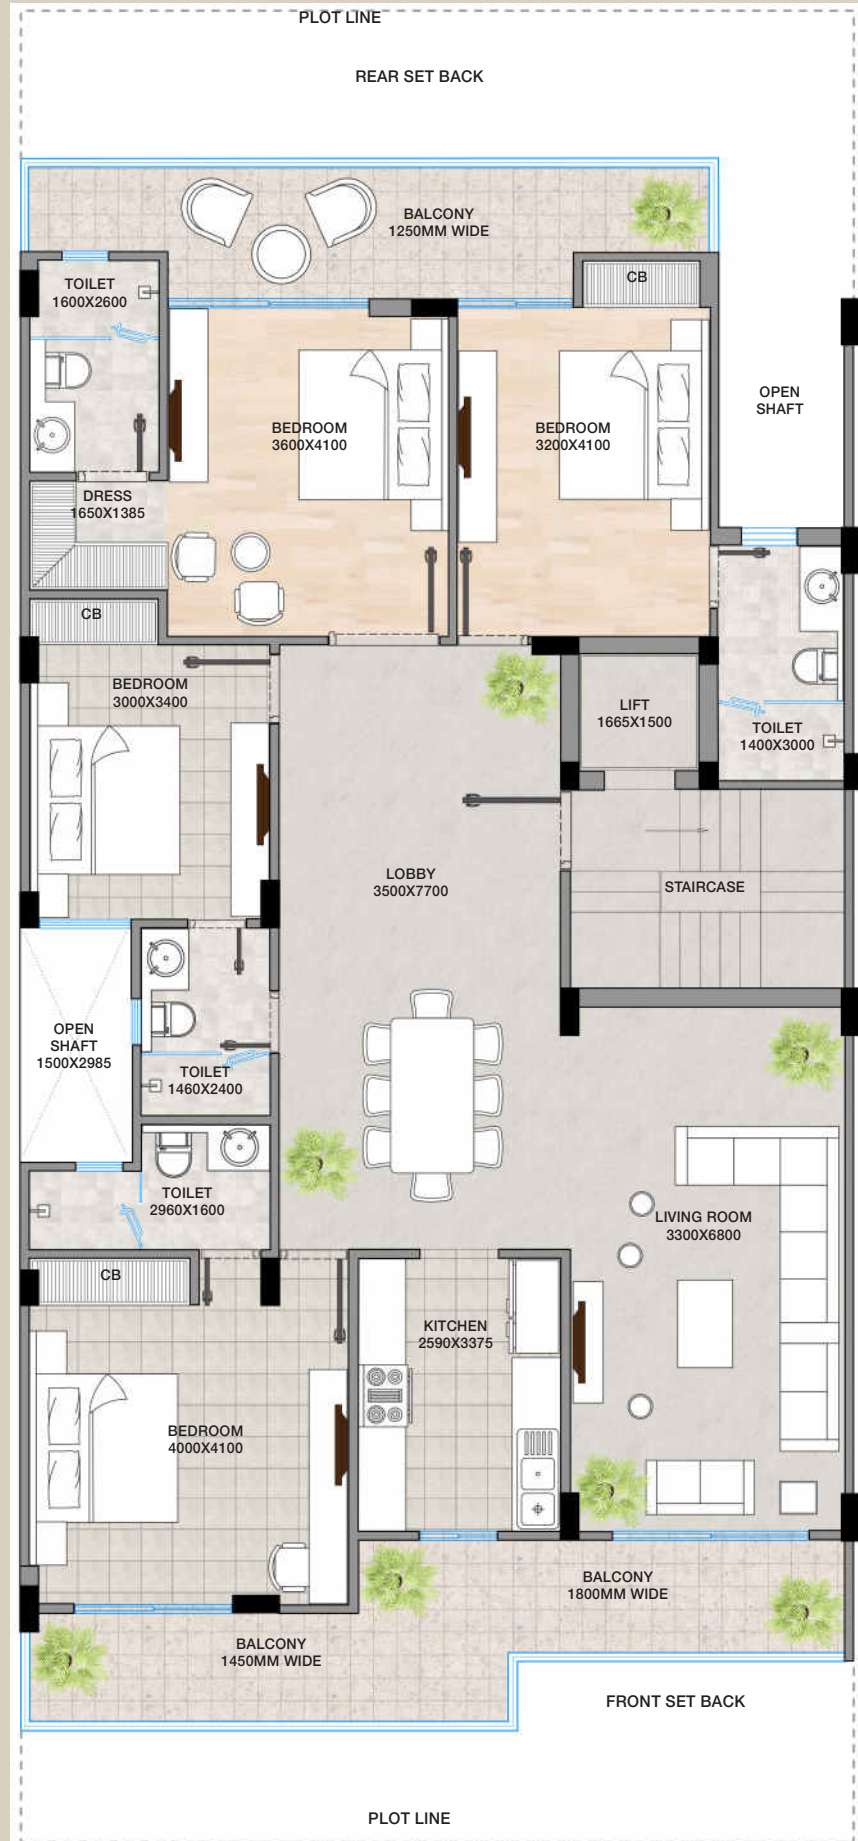 PLOT LINE
REAR SET BACK
BALCONY
1250MM WIDE
CB
TOILET
1600X2600
OPEN
SHAFT
BEDROOM
3600X4100
BEDROOM
3200X4100
DRESS
1650X1385
CB
BEDROOM
3000X3400
LIFT
1665X1500
TOILET
1400X3000
LOBBY
3500X7700
STAIRCASE
OPEN
SHAFT
1500X2985
TOILET
1460X2400
TOILET
2960X1600
LIVING ROOM
3300X6800
CB
KITCHEN
2590X3375
BEDROOM
4000X4100
BALCONY
1800MM WIDE
BALCONY
1450MM WIDE
FRONT SET BACK
PLOT LINE